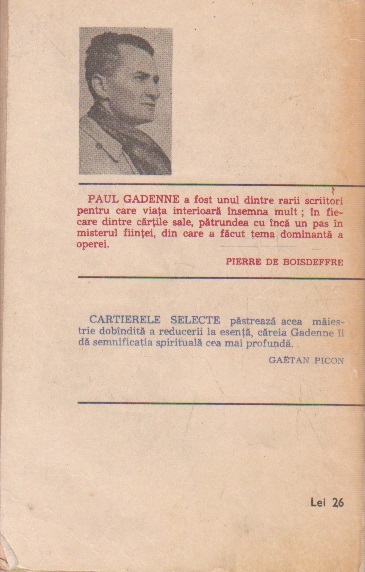 PAUL GADENNE a fost unul dintre rarii scriitori
pentru care viața interioară însemna mult ; în fie-
care dintre cărțile sale, pătrundea cu încă un pas în
misterul ființei, din care a făcut tema dominantă a
operei.
PIERRE DE BOISDEFFRE
CARTIERELE SELECTE păstrează acea măies-
trie dobîndită a reducerii la esență, căreia Gadenne îi
dă semnificația spirituală cea mai profundă.
GAËTAN PICON
Lei 26